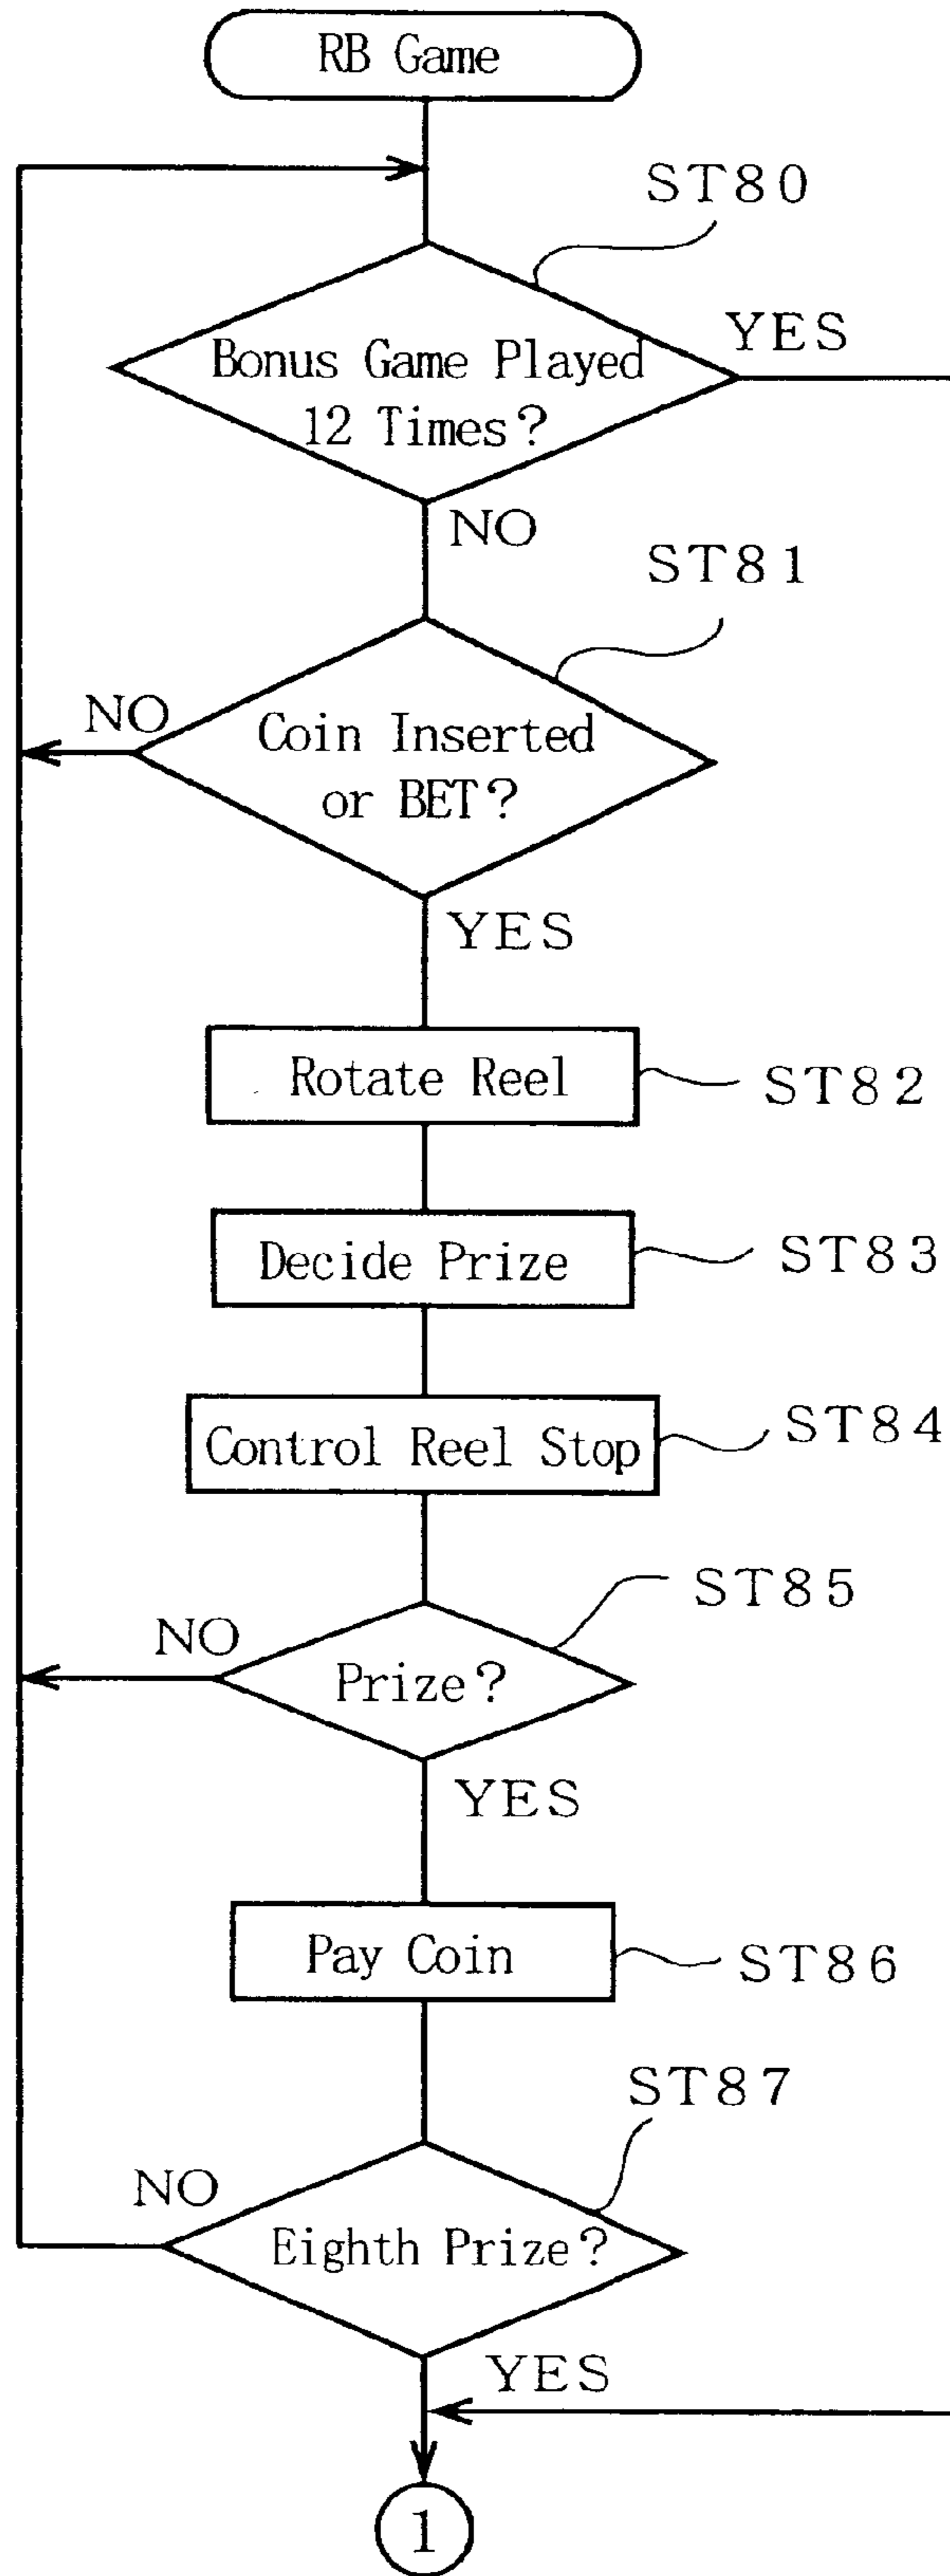 RB Game
ST80
YES
Bonus Game Played
12 Times?
NO
ST81
NO
Coin Inserted
or BET?
YES
Rotate Reel
ST82
Decide Prize
ST83
Control Reel Stop
ST84
ST85
NO
Prize?
YES
Pay Coin
ST86
ST87
NO
Eighth Prize?
YES
1